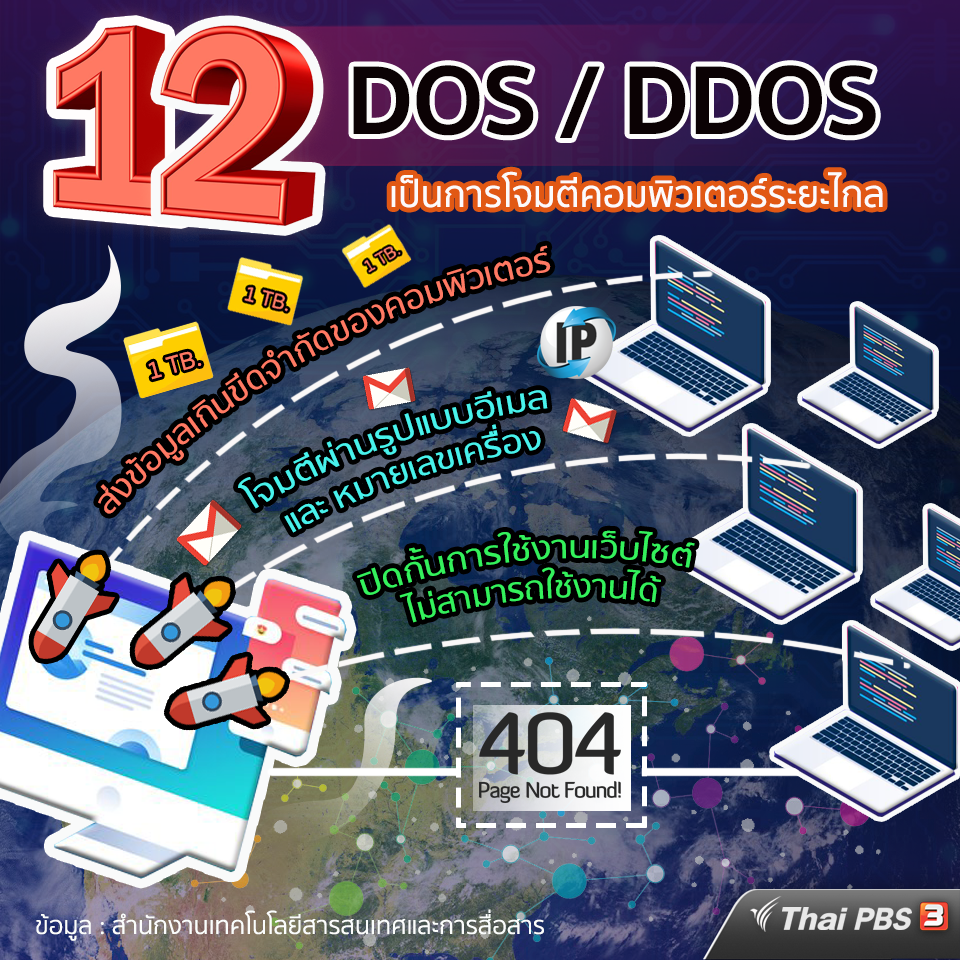 12
DOS / DDOS
เป็นการโจมตีคอมพิวเตอร์ระยะไกล
1 TB.
1 TB.
1 TB.
ส่งข้อมูลเกินขีดจำกัดของคอมพิวเตอร์
IP
โจมตีผ่านรูปแบบอีเมล
และ หมายเลขเครื่อง
ปิดกั้นการใช้งานเว็บไซต์
ไม่สามารถใช้งานได้
404
Page Not Found!
ข้อมูล : สำนักงานเทคโนโลยีสารสนเทศและการสื่อสาร
Thai PBS 3